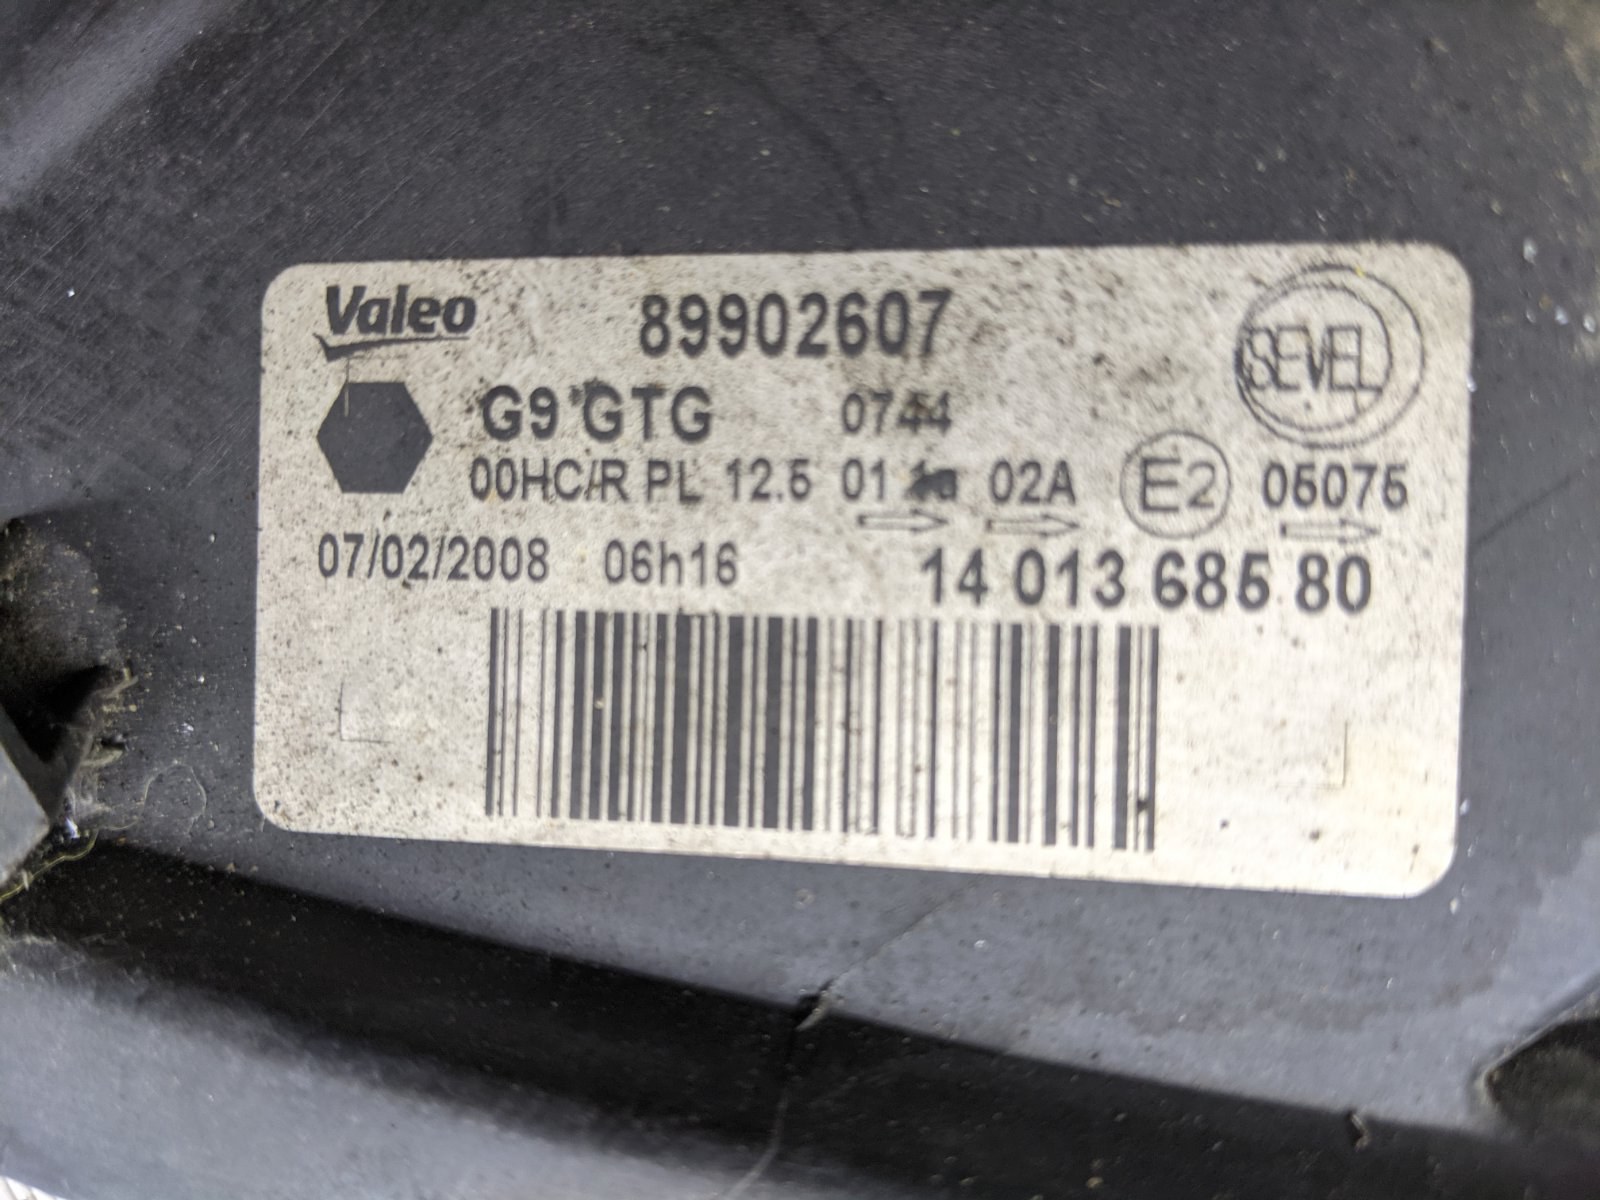 Valeo 89902607 SEVEL
G9 GTG 0744
00HC/R PL 12.5 01 1a 02A E2 05075
07/02/2008 06h16 14 013 685 80